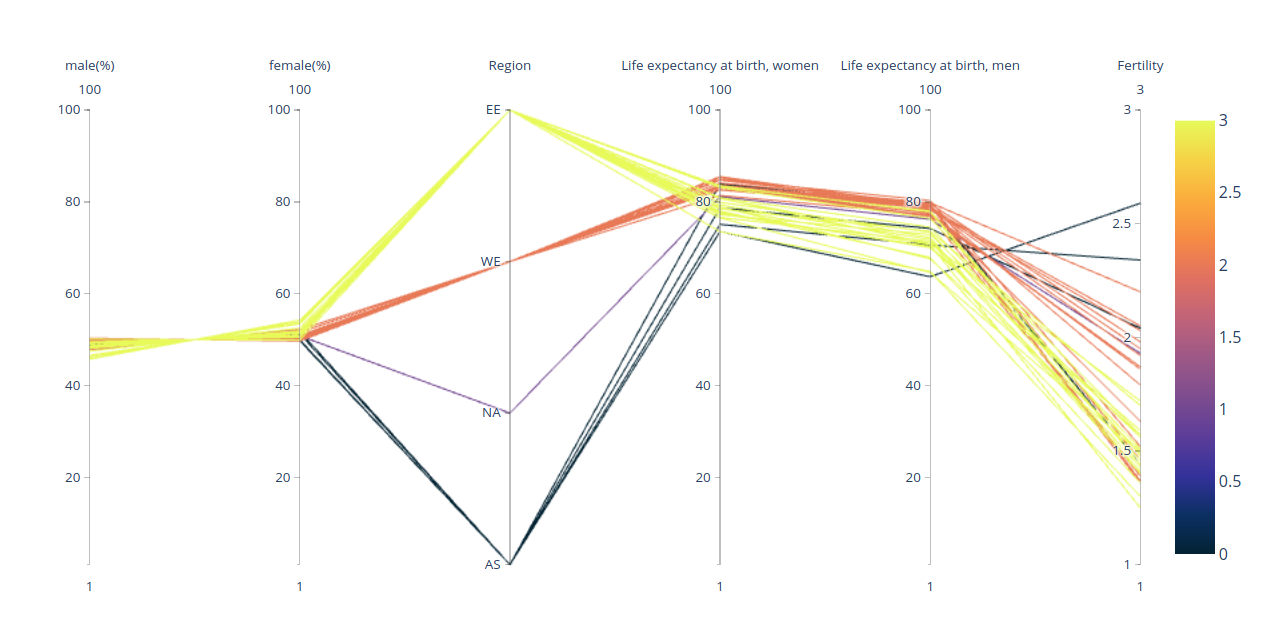 male(%) female(%) Region Life expectancy at birth, women Life expectancy at birth, men Fertility
100 100 100 100 3
100 100 EE 100 100 3
3
80 80 80 80 2.5
2.5
WE 2
60 60 60 60
2
1.5
40 40 40 40
NA 1
1.5
20 20 20 20
0.5
AS 1 0
1 1 1 1 1